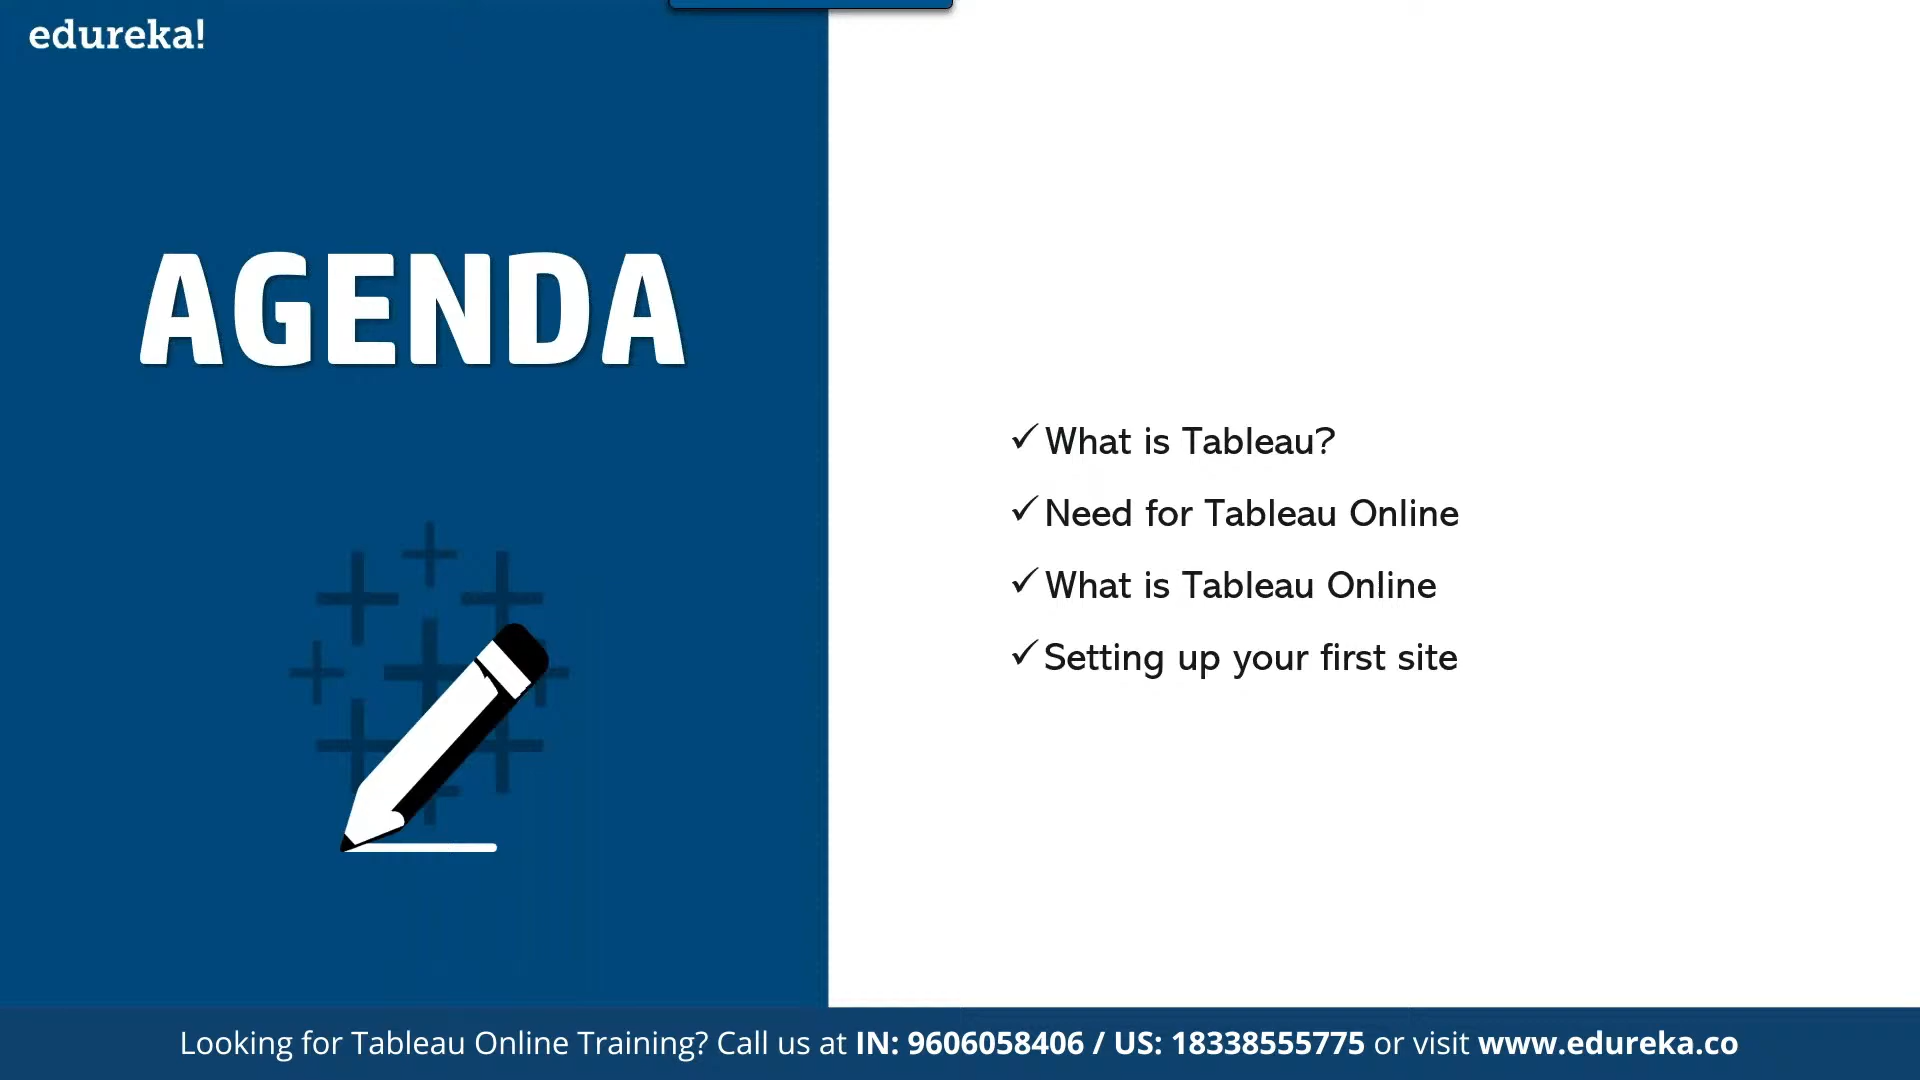 edureka!
AGENDA
✓ What is Tableau?
✓ Need for Tableau Online
✓ What is Tableau Online
✓ Setting up your first site
Looking for Tableau Online Training? Call us at IN: 9606058406 / US: 18338555775 or visit www.edureka.co